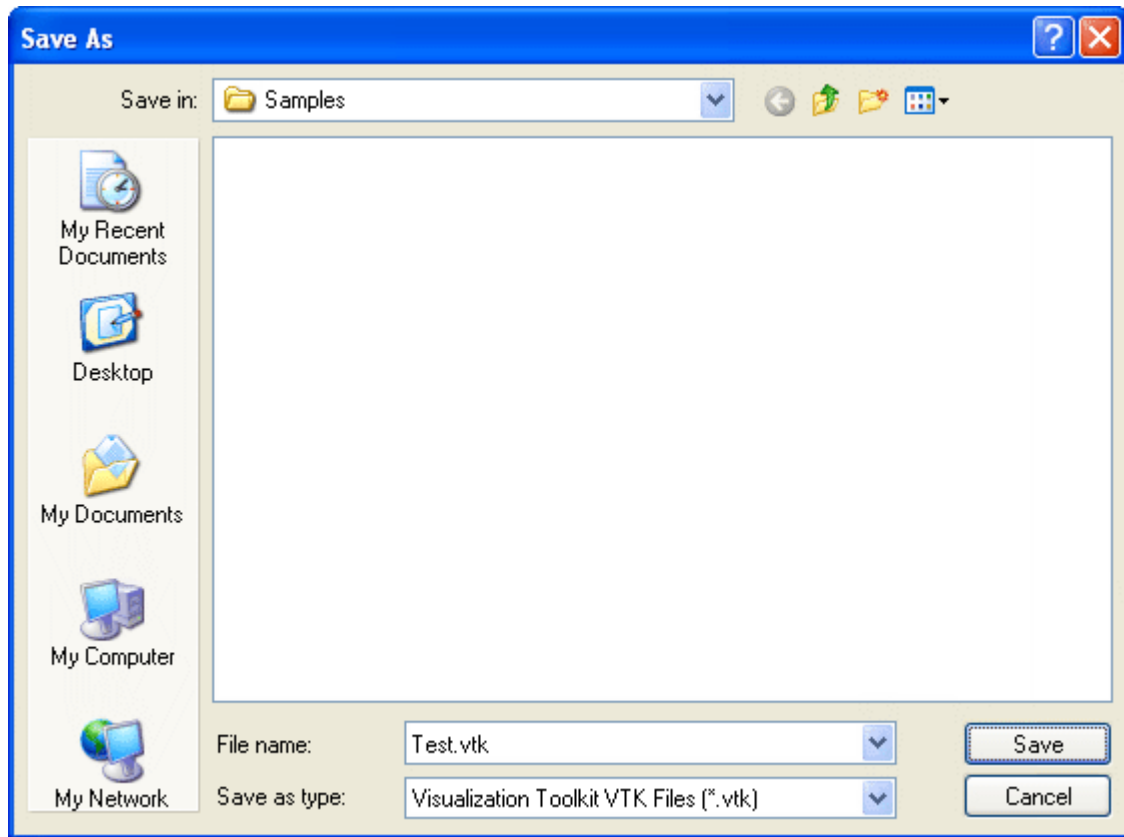 Save As
Save in: Samples
My Recent
Documents
Desktop
My Documents
My Computer
My Network
File name: Test.vtk Save
Save as type: Visualization Toolkit VTK Files (*.vtk) Cancel